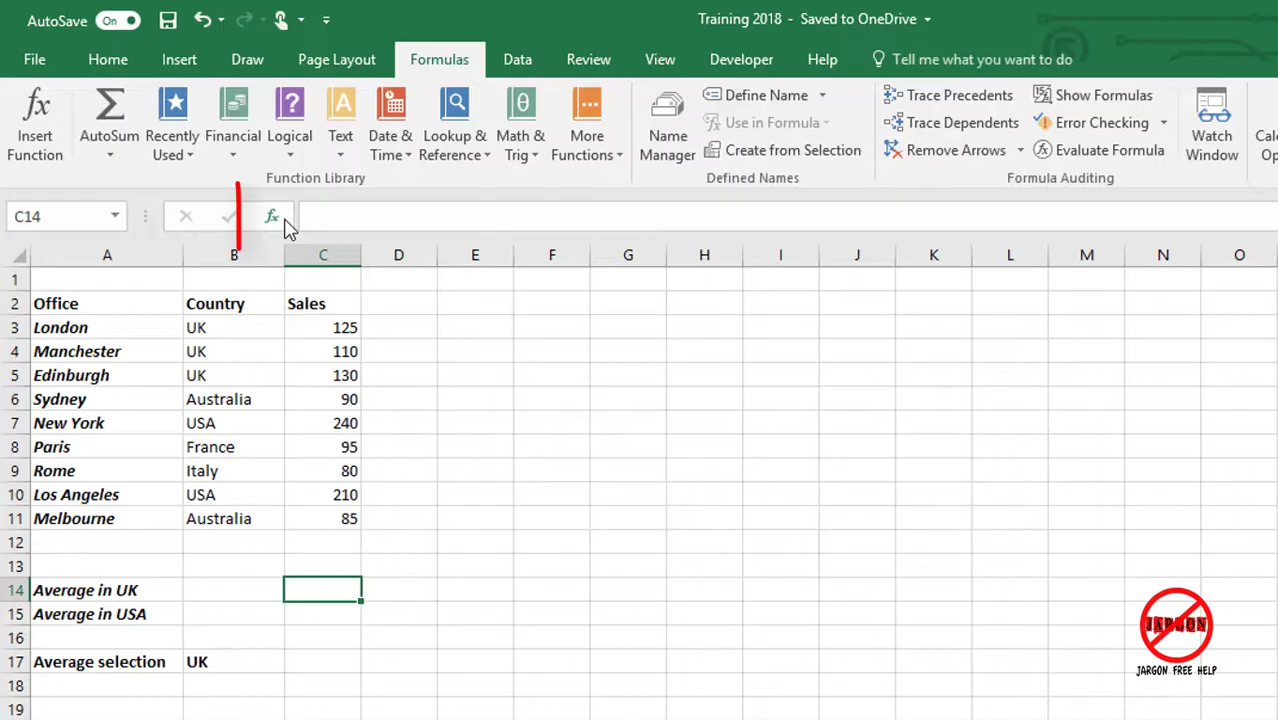 AutoSave On Training 2018 - Saved to OneDrive
File Home Insert Draw Page Layout Formulas Data Review View Developer Help Tell me what you want to do
fx Insert Function
Σ AutoSum
Recently Used
Financial
Logical
A Text
Date & Time
Lookup & Reference
θ Math & Trig
More Functions
Function Library
Name Manager
Define Name
Use in Formula
Create from Selection
Defined Names
Trace Precedents
Trace Dependents
Remove Arrows
Show Formulas
Error Checking
Evaluate Formula
Formula Auditing
Watch Window
C14 fx
A B C D E F G H I J K L M N O
1
2 Office Country Sales
3 London UK 125
4 Manchester UK 110
5 Edinburgh UK 130
6 Sydney Australia 90
7 New York USA 240
8 Paris France 95
9 Rome Italy 80
10 Los Angeles USA 210
11 Melbourne Australia 85
12
13
14 Average in UK
15 Average in USA
16
17 Average selection UK
18
19
JARGON
JARGON FREE HELP